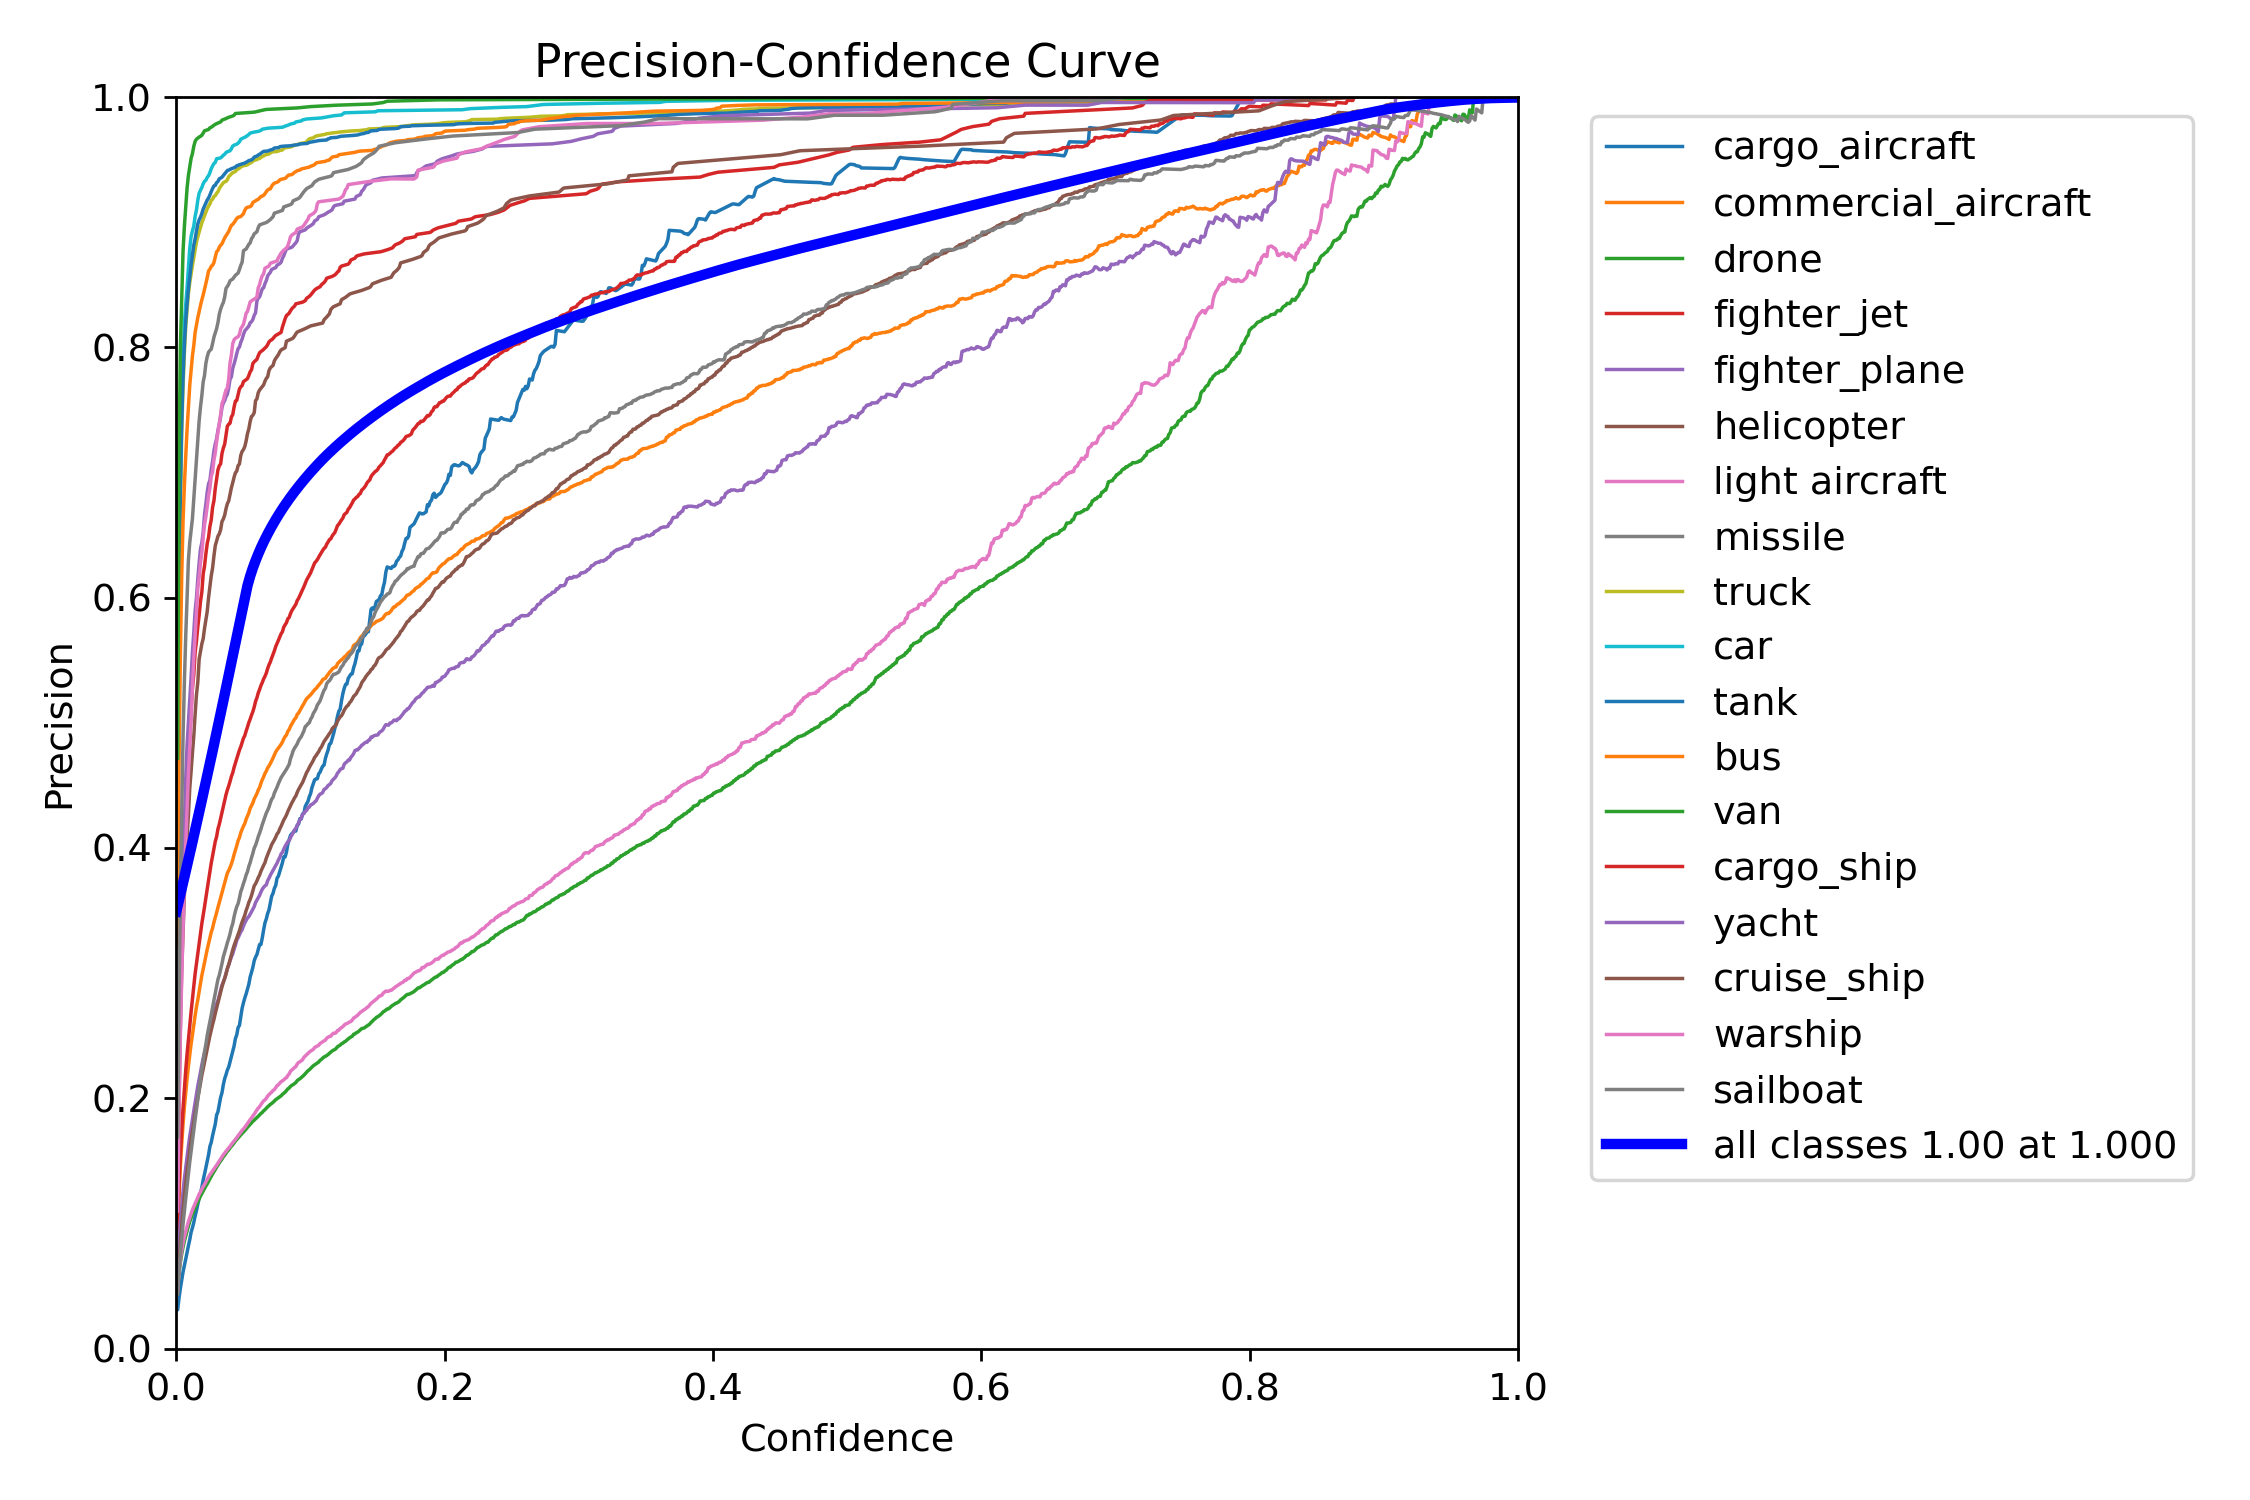 Precision-Confidence Curve
1.0
0.8
0.6
0.4
0.2
0.0
Precision
0.0 0.2 0.4 0.6 0.8 1.0
Confidence
cargo_aircraft
commercial_aircraft
drone
fighter_jet
fighter_plane
helicopter
light aircraft
missile
truck
car
tank
bus
van
cargo_ship
yacht
cruise_ship
warship
sailboat
all classes 1.00 at 1.000